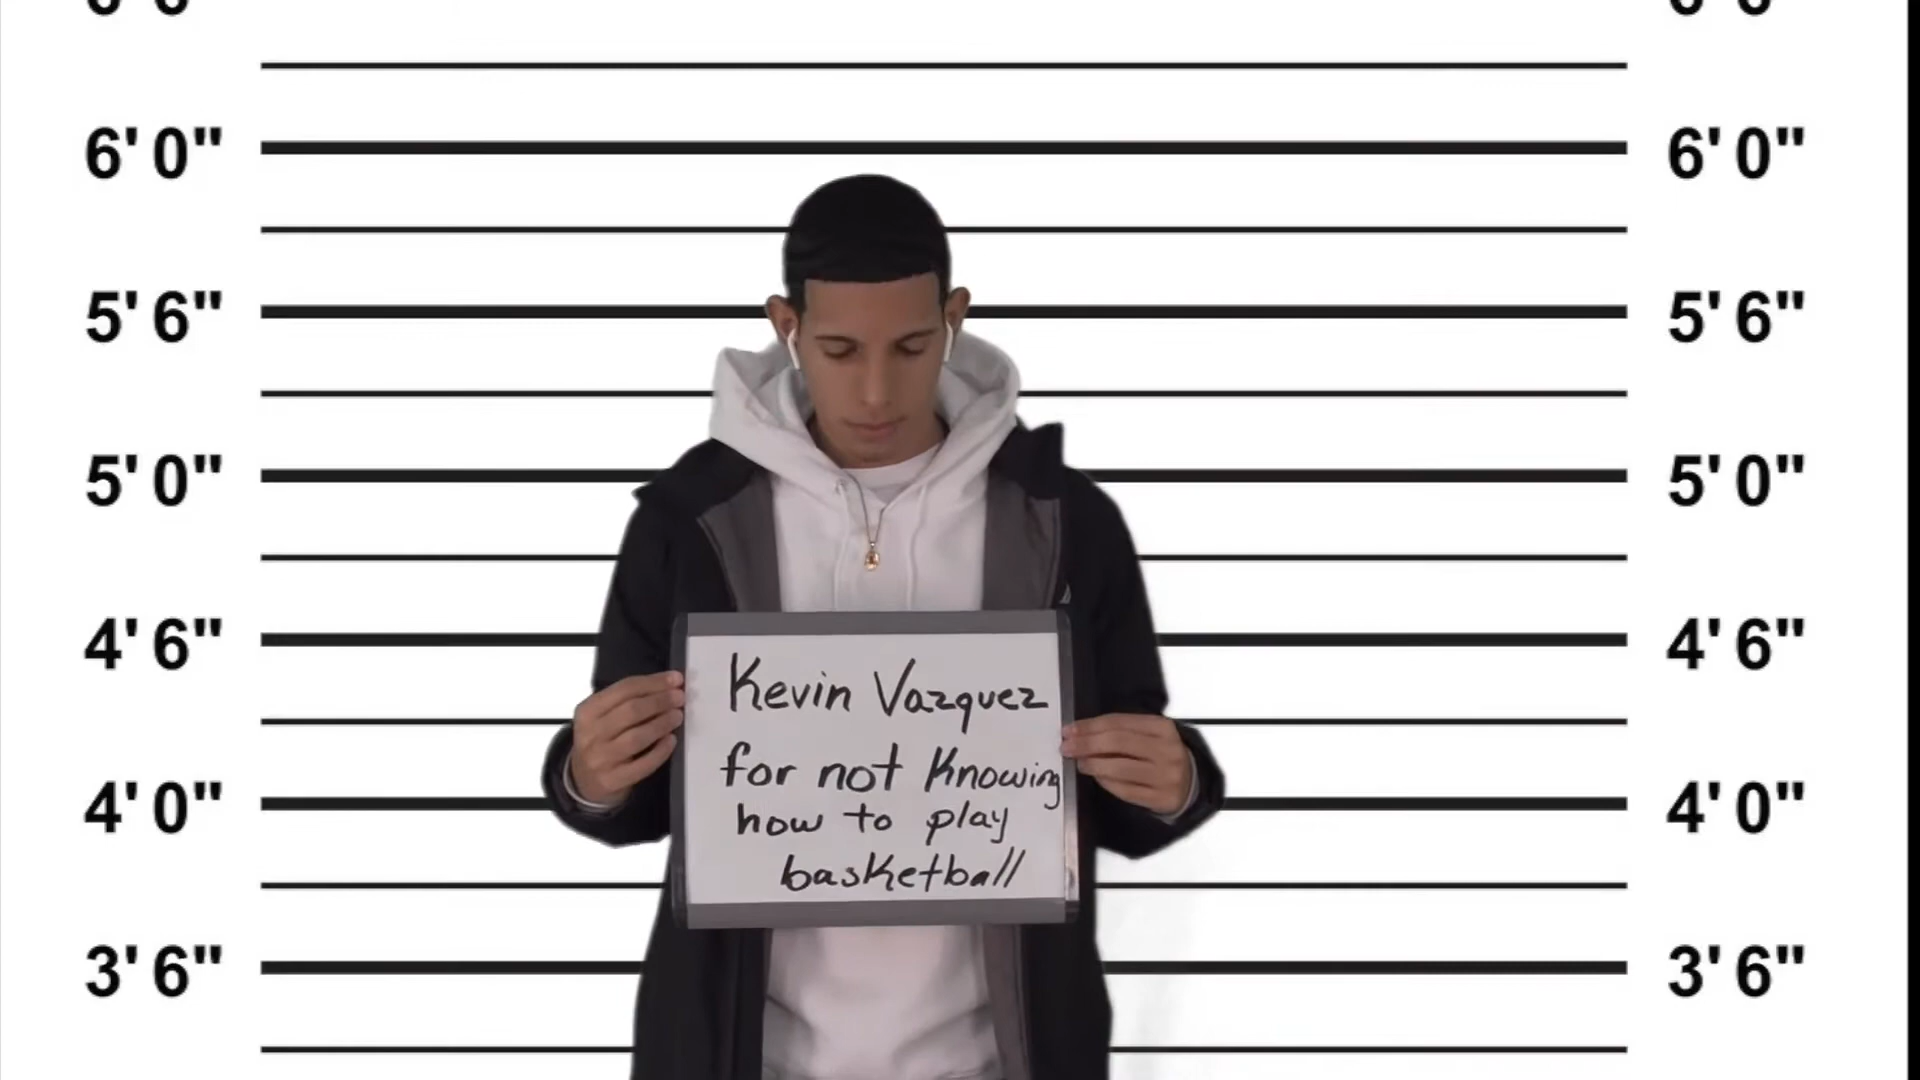 6' 0" 6' 0"
5' 6" 5' 6"
5' 0" 5' 0"
4' 6" 4' 6"
Kevin Vazquez
for not Knowing
how to play
basketball
4' 0" 4' 0"
3' 6" 3' 6"